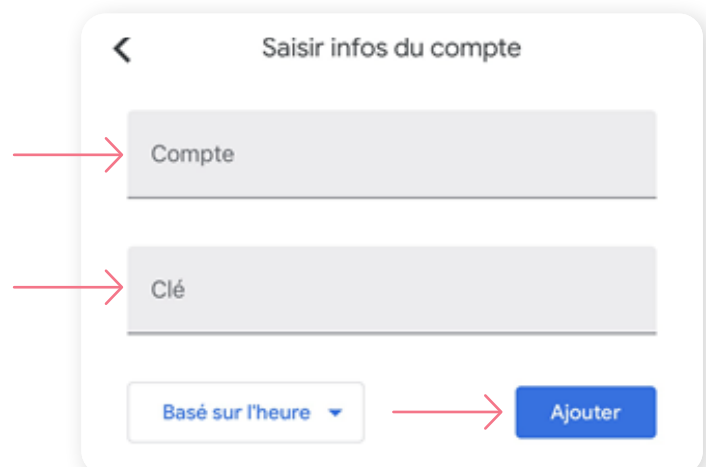 Saisir infos du compte
Compte
Clé
Basé sur l'heure
Ajouter